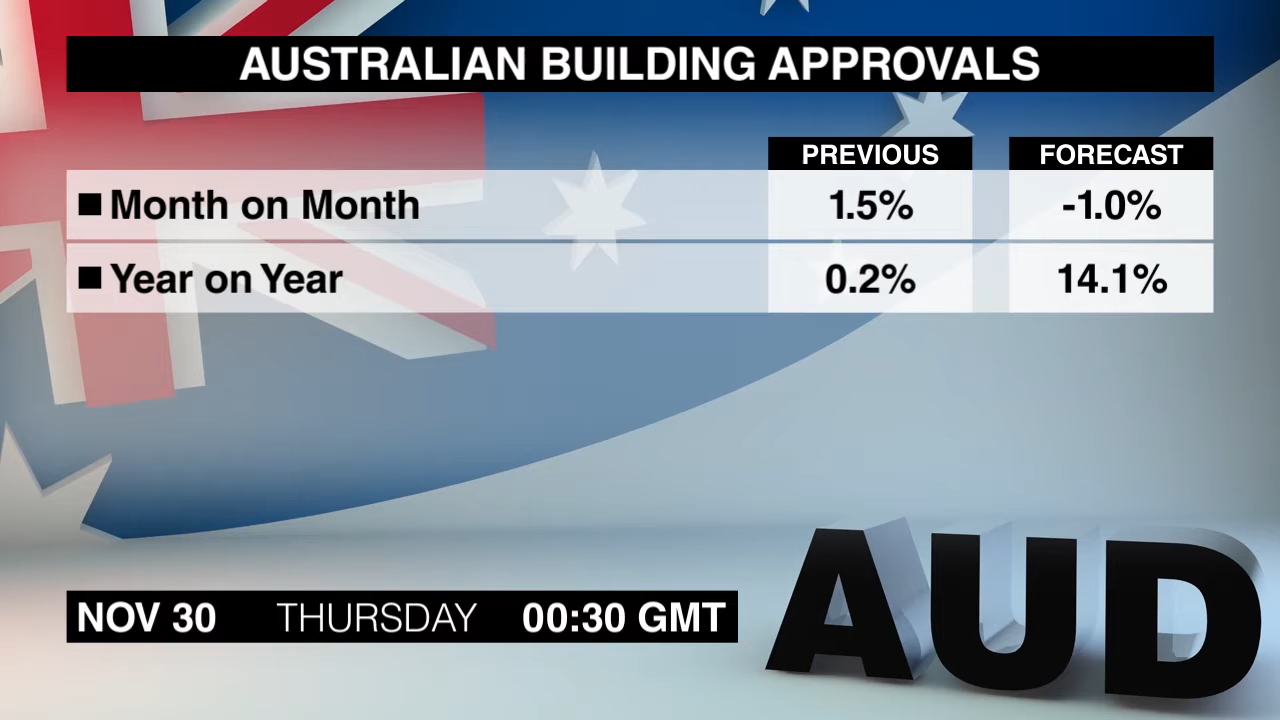 AUSTRALIAN BUILDING APPROVALS
PREVIOUS FORECAST
Month on Month 1.5% -1.0%
Year on Year 0.2% 14.1%
NOV 30 THURSDAY 00:30 GMT
AUD